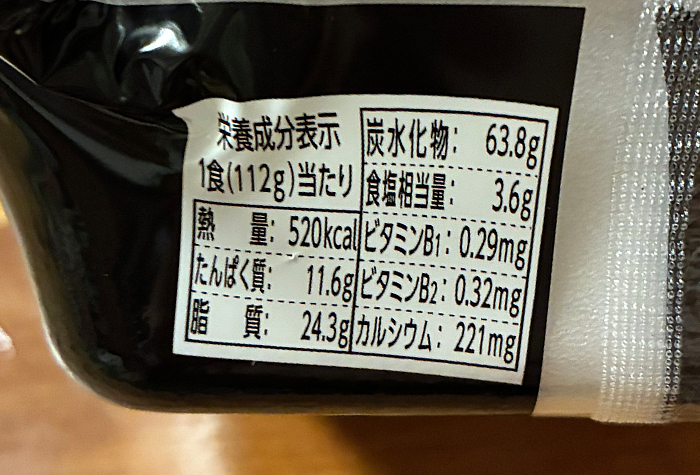 栄養成分表示
1食(112g)当たり
熱量: 520kcal
たんぱく質: 11.6g
脂質: 24.3g
炭水化物: 63.8g
食塩相当量: 3.6g
ビタミンB1: 0.29mg
ビタミンB2: 0.32mg
カルシウム: 221mg